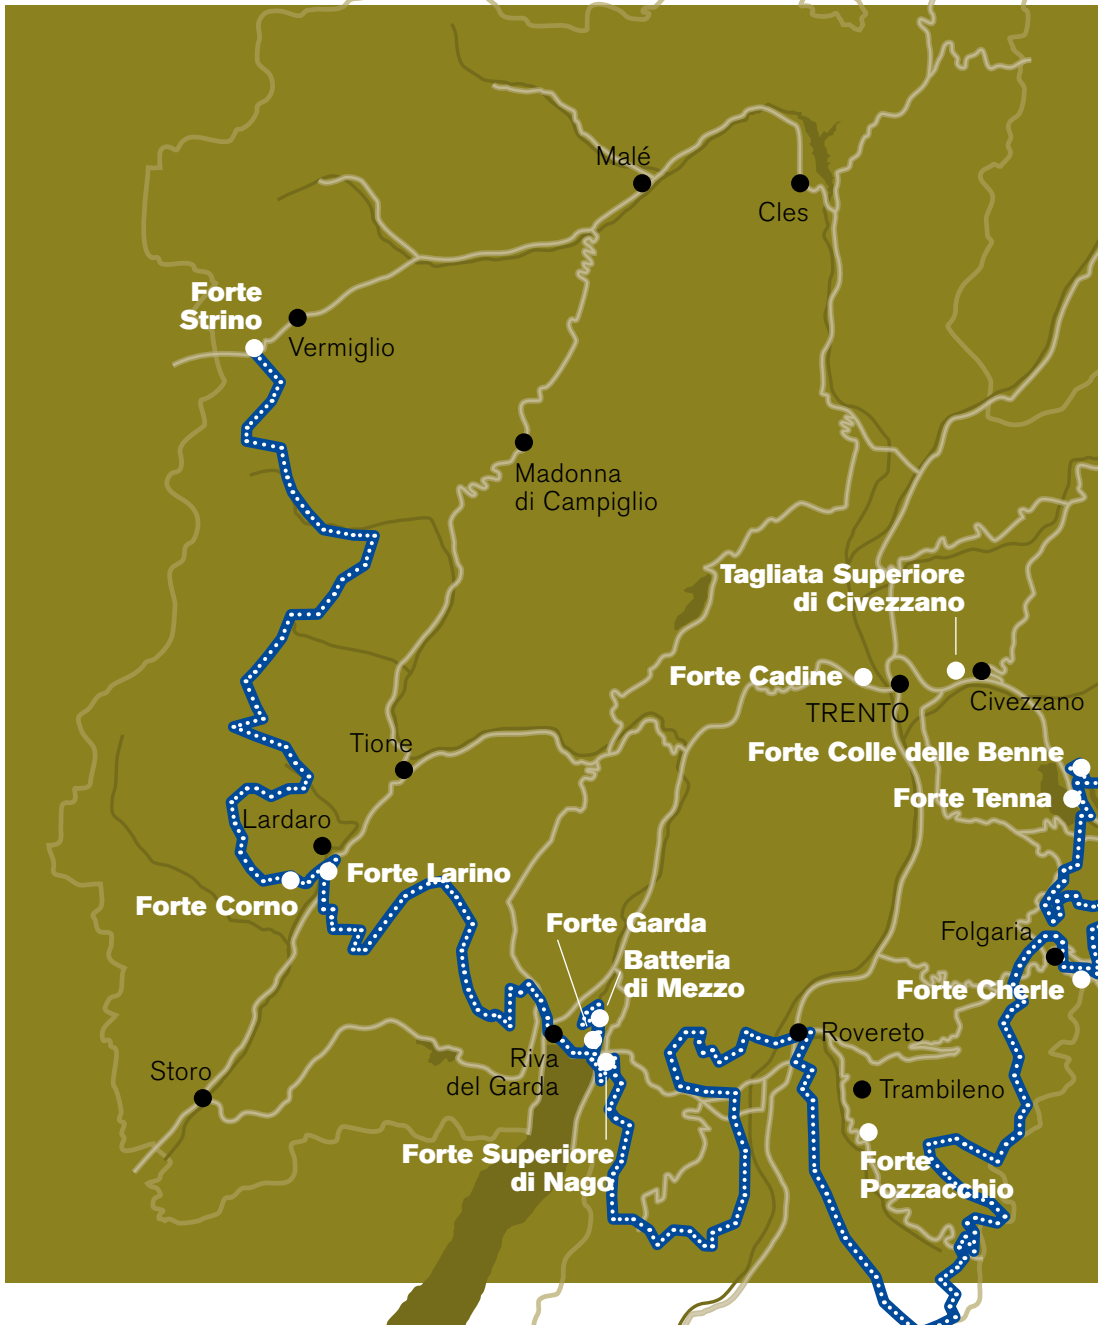 Malé
Cles
Forte
Strino
Vermiglio
Madonna
di Campiglio
Tagliata Superiore
di Civezzano
Forte Cadine
TRENTO
Civezzano
Tione
Forte Colle delle Benne
Forte Tenna
Lardaro
Forte Larino
Forte Corno
Forte Garda
Folgaria
Batteria
di Mezzo
Forte Cherle
Rovereto
Riva
del Garda
Storo
Trambileno
Forte Superiore
di Nago
Forte
Pozzacchio